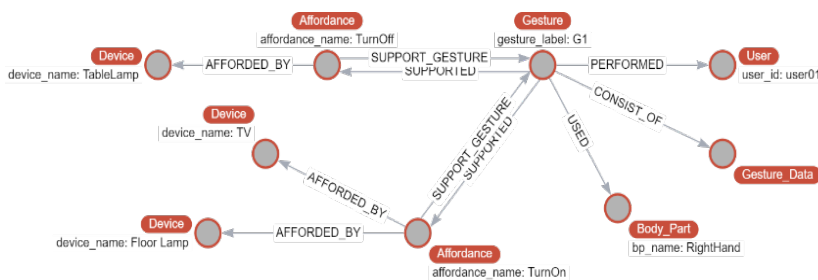 Affordance
affordance_name: TurnOff
Gesture
gesture_label: G1
Device
device_name: TableLamp
AFFORDED_BY
SUPPORT_GESTURE
SUPPORTED
PERFORMED
User
user_id: user01
CONSIST_OF
Device
device_name: TV
SUPPORT_GESTURE
SUPPORTED
USED
Gesture_Data
AFFORDED_BY
Device
device_name: Floor Lamp
AFFORDED_BY
Body_Part
bp_name: RightHand
Affordance
affordance_name: TurnOn